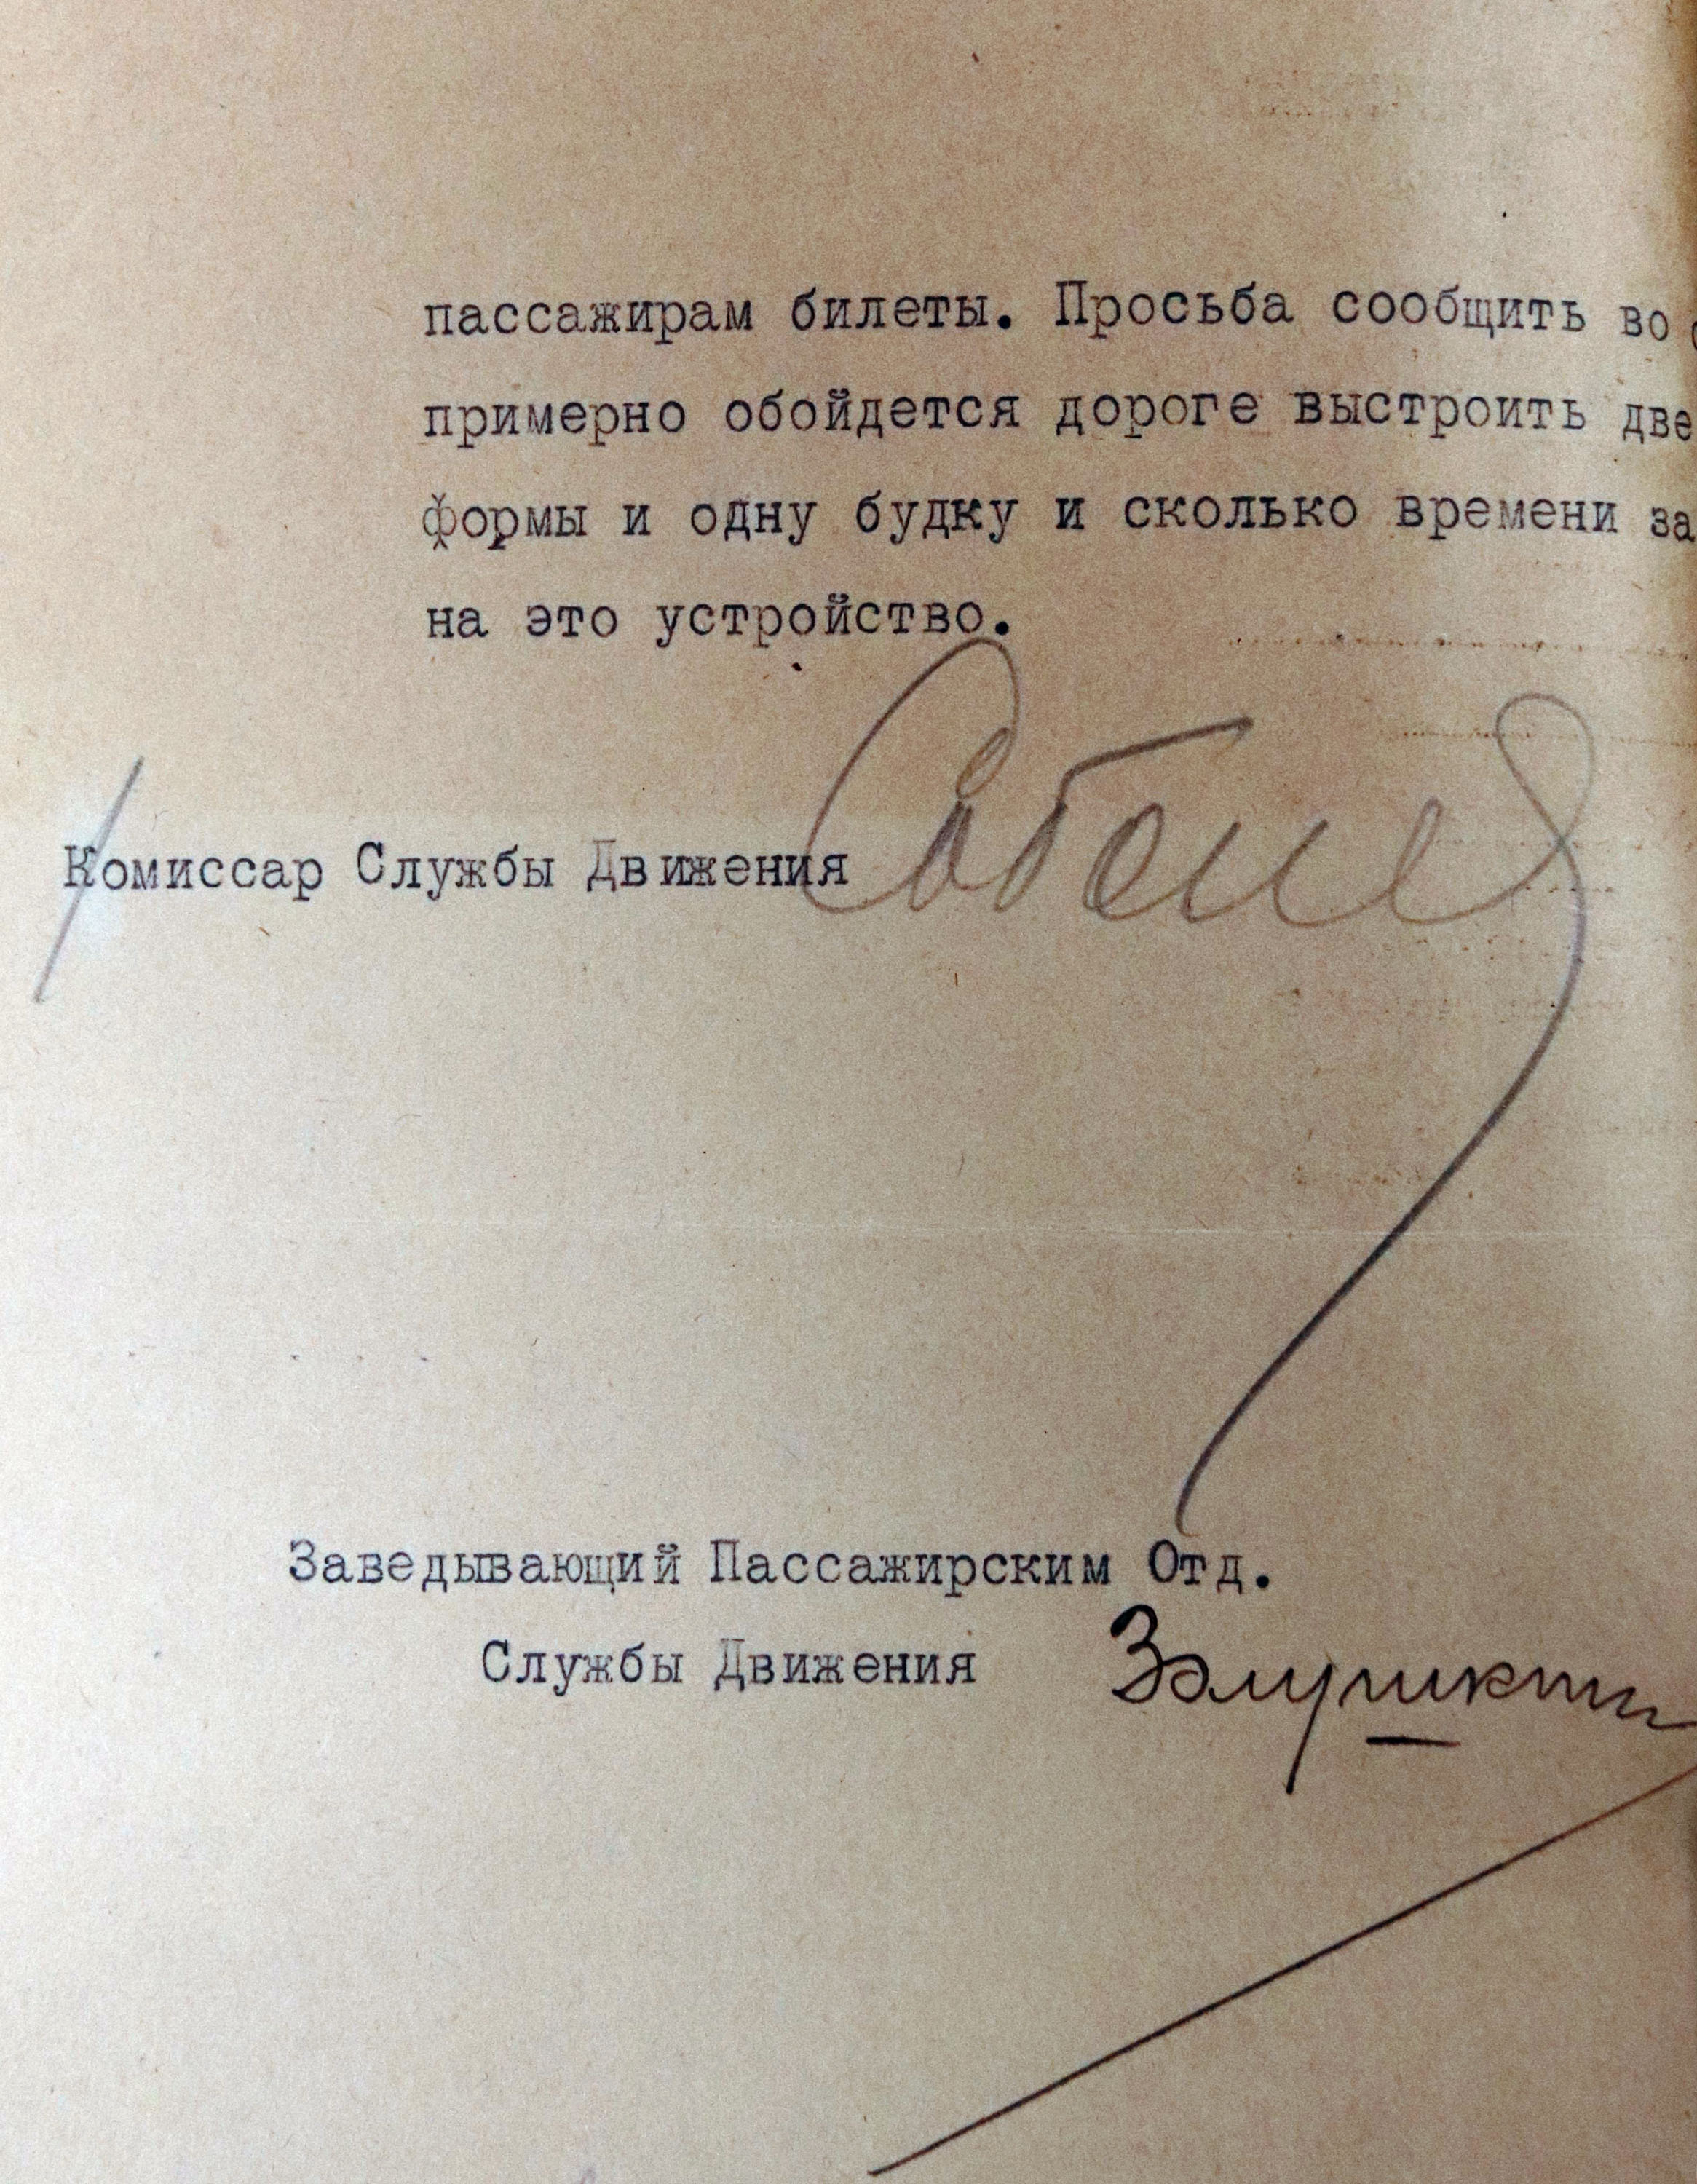 пассажирам билеты. Просьба сообщить во
примерно обойдется дороге выстроить две
формы и одну будку и сколько времени за
на это устройство.
Комиссар Службы Движения
Заведывающий Пассажирским Отд.
Службы Движения